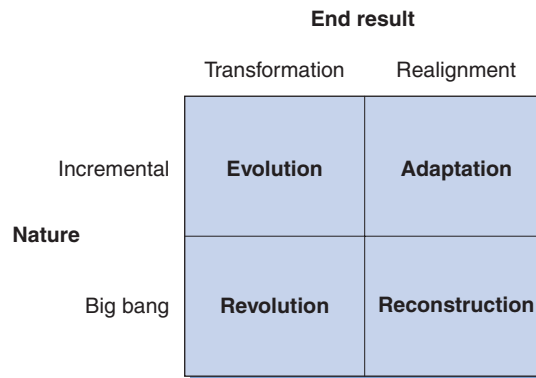 End result
Transformation Realignment
Incremental Evolution Adaptation
Nature
Big bang Revolution Reconstruction